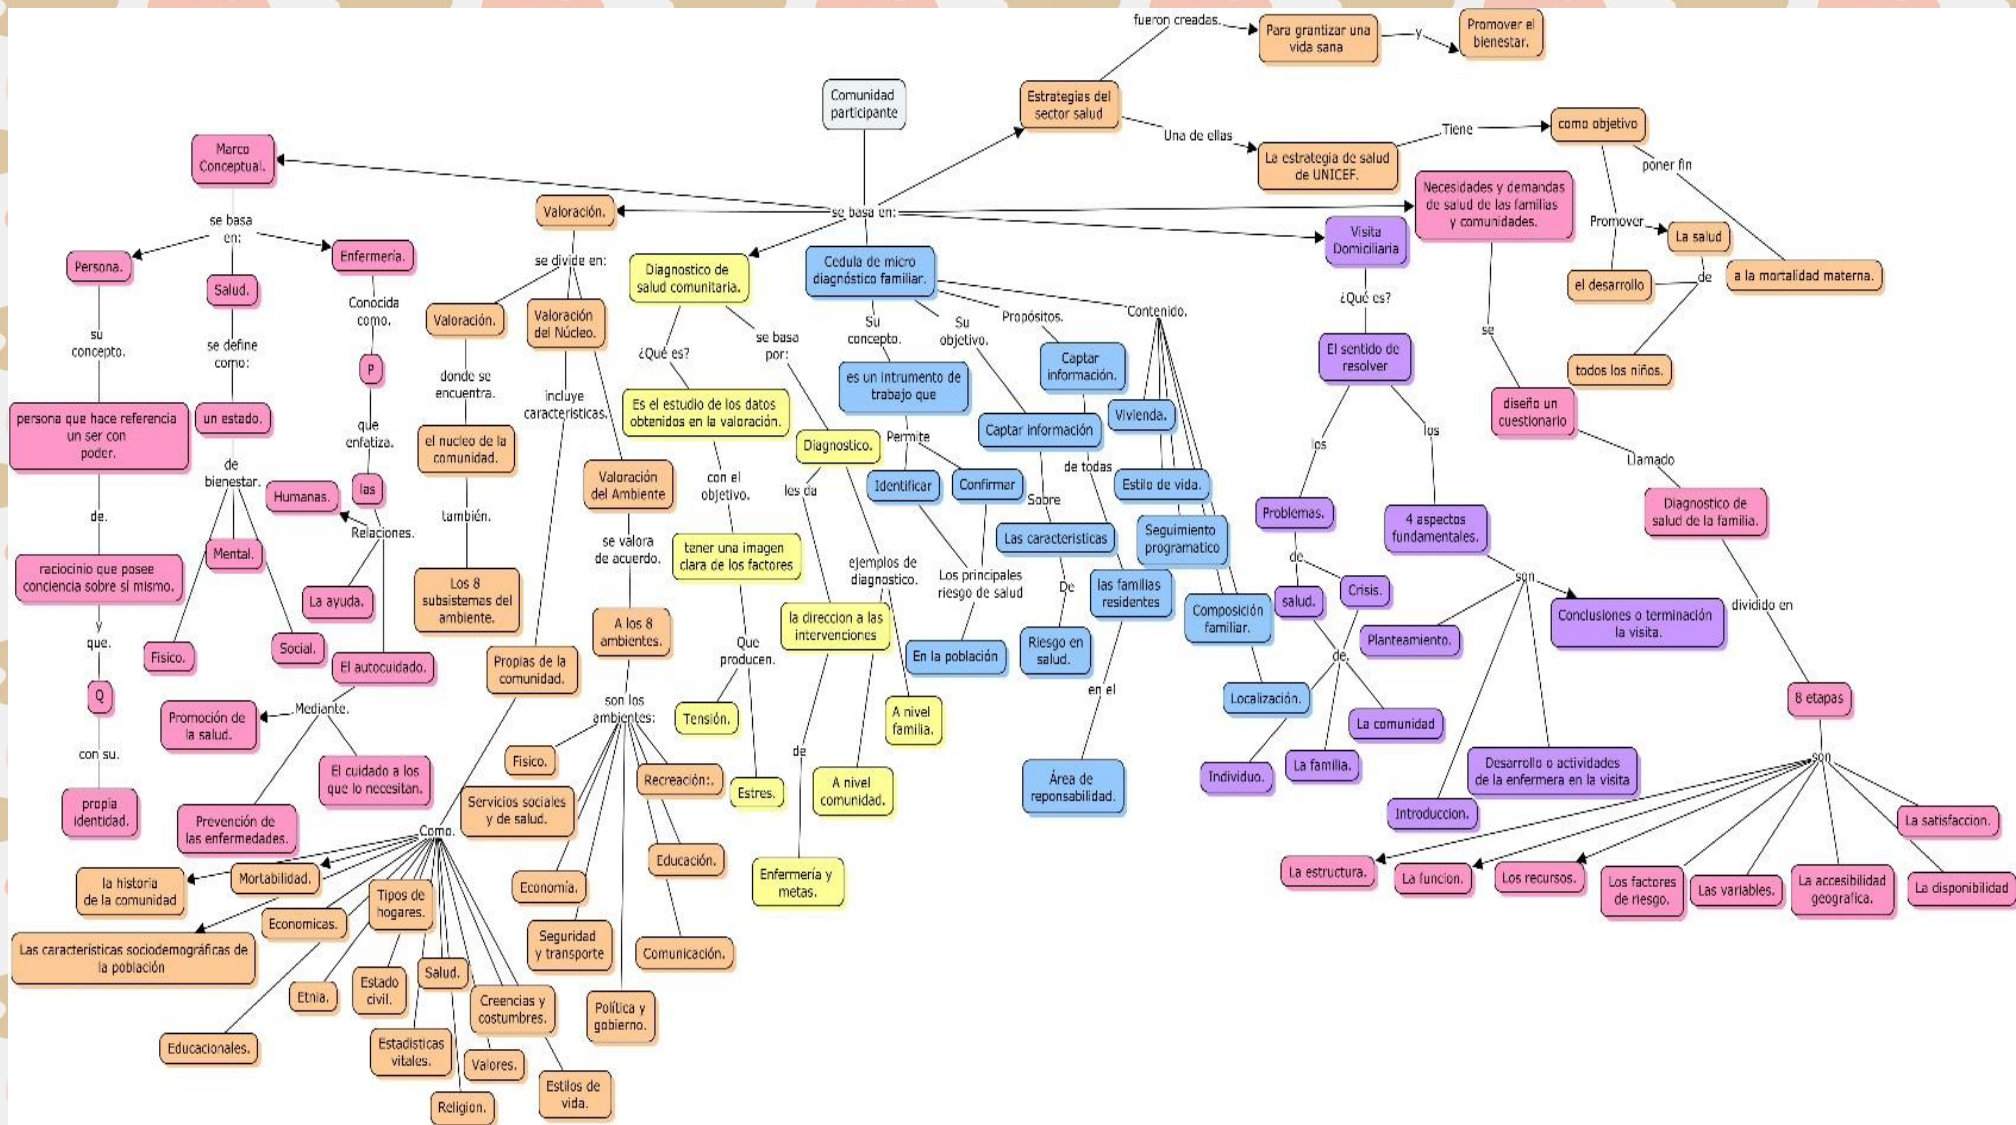 fueron creadas.
Para grantizar una
vida sana
y
Promover el
bienestar.
Comunidad
participante
Estrategias del
sector salud
Una de ellas
La estrategia de salud
de UNICEF.
Tiene
como objetivo
poner fin
Promover
La salud
de
el desarrollo
a la mortalidad materna.
todos los niños.
se basa en:
Marco
Conceptual.
se basa
en:
Persona.
Salud.
Enfermería.
su
concepto.
persona que hace referencia
un ser con
poder.
de.
raciocinio que posee
conciencia sobre sí mismo.
y
que.
Q
con su.
propia
identidad.
se define
como:
un estado.
de
bienestar.
Fisico.
Mental.
Social.
Conocida
como.
P
que
enfatiza.
las
Relaciones.
Humanas.
La ayuda.
El autocuidado.
Mediante.
Promoción de
la salud.
Prevención de
las enfermedades.
El cuidado a los
que lo necesitan.
Valoración.
se divide en:
Valoración.
donde se
encuentra.
el nucleo de la
comunidad.
también.
Los 8
subsistemas del
ambiente.
Valoración
del Núcleo.
incluye
caracteristicas.
Propias de la
comunidad.
Como.
la historia
de la comunidad
Mortabilidad.
Las características sociodemográficas de
la población
Economicas.
Tipos de
hogares.
Educacionales.
Etnia.
Estado
civil.
Salud.
Estadisticas
vitales.
Religion.
Valores.
Creencias y
costumbres.
Estilos de
vida.
Valoración
del Ambiente
se valora
de acuerdo.
A los 8
ambientes.
son los
ambientes:
Fisico.
Servicios sociales
y de salud.
Economía.
Seguridad
y transporte
Política y
gobierno.
Comunicación.
Educación.
Recreación:.
Diagnostico de
salud comunitaria.
¿Qué es?
Es el estudio de los datos
obtenidos en la valoración.
con el
objetivo.
tener una imagen
clara de los factores
Que
producen.
Tensión.
Estres.
se basa
por:
Diagnostico.
les da
la direccion a las
intervenciones
de
Enfermería y
metas.
ejemplos de
diagnostico.
A nivel
comunidad.
A nivel
familia.
Cedula de micro
diagnóstico familiar.
Su
concepto.
es un intrumento de
trabajo que
Permite
Identificar
Confirmar
Los principales
riesgo de salud
En la población
Su
objetivo.
Captar información
Sobre
Las caracteristicas
De
Riesgo en
salud.
Propósitos.
Captar
información.
de todas
las familias
residentes
en el
Área de
reponsabilidad.
Contenido.
Vivienda.
Estilo de vida.
Seguimiento
programatico
Composición
familiar.
Localización.
Visita
Domiciliaria
¿Qué es?
El sentido de
resolver
los
Problemas.
de
salud.
Crisis.
de.
Individuo.
La familia.
La comunidad
los
4 aspectos
fundamentales.
son
Planteamiento.
Introduccion.
Desarrollo o actividades
de la enfermera en la visita
Conclusiones o terminación
la visita.
Necesidades y demandas
de salud de las familias
y comunidades.
se
diseño un
cuestionario
Llamado
Diagnostico de
salud de la familia.
dividido en
8 etapas
son
La estructura.
La funcion.
Los recursos.
Los factores
de riesgo.
Las variables.
La accesibilidad
geografica.
La disponibilidad
La satisfaccion.